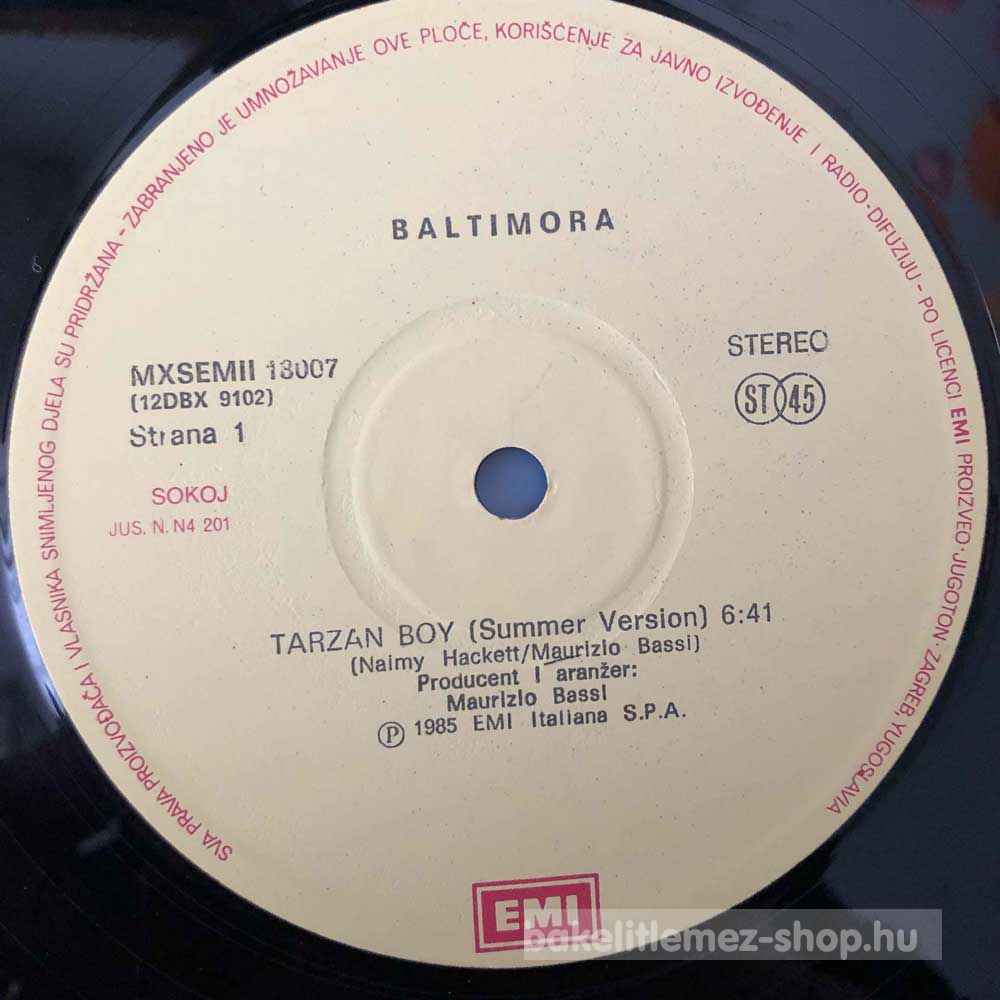 SVA PRAVA PROIZVOĐAČA I VLASNIKA SNIMLJENOG DJELA SU PRIDRŽANA - ZABRANJENO JE UMNOŽAVANJE OVE PLOČE, KORIŠĆENJE ZA JAVNO IZVOĐENJE I RADIO-DIFUZIJU - PO LICENCI EMI PROIZVEO-JUGOTON-ZAGREB, YUGOSLAVIA
BALTIMORA
MXSEMII 13007
(12DBX 9102)
Strana 1
STEREO
ST 45
SOKOJ
JUS. N. N4 201
TARZAN BOY (Summer Version) 6:41
(Naimy Hackett/Maurizio Bassi)
Producent I aranžer:
Maurizio Bassi
Ⓟ 1985 EMI Italiana S.P.A.
EMI
bakelitlemez-shop.hu